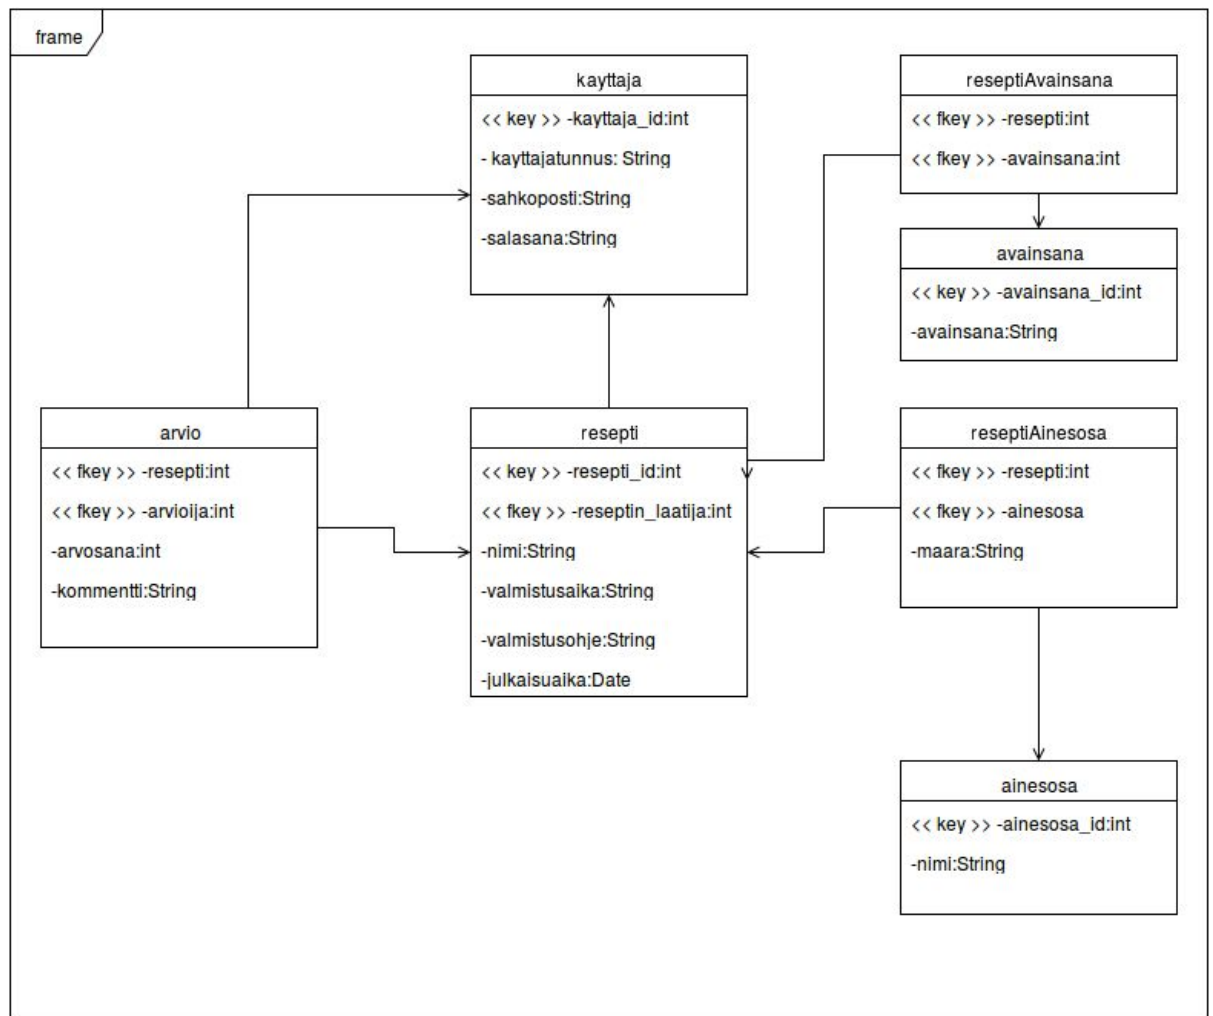 frame
kayttaja
<< key >> -kayttaja_id:int
- kayttajatunnus: String
-sahkoposti:String
-salasana:String
reseptiAvainsana
<< fkey >> -resepti:int
<< fkey >> -avainsana:int
avainsana
<< key >> -avainsana_id:int
-avainsana:String
arvio
<< fkey >> -resepti:int
<< fkey >> -arvioija:int
-arvosana:int
-kommentti:String
resepti
<< key >> -resepti_id:int
<< fkey >> -reseptin_laatija:int
-nimi:String
-valmistusaika:String
-valmistusohje:String
-julkaisuaika:Date
reseptiAinesosa
<< fkey >> -resepti:int
<< fkey >> -ainesosa
-maara:String
ainesosa
<< key >> -ainesosa_id:int
-nimi:String